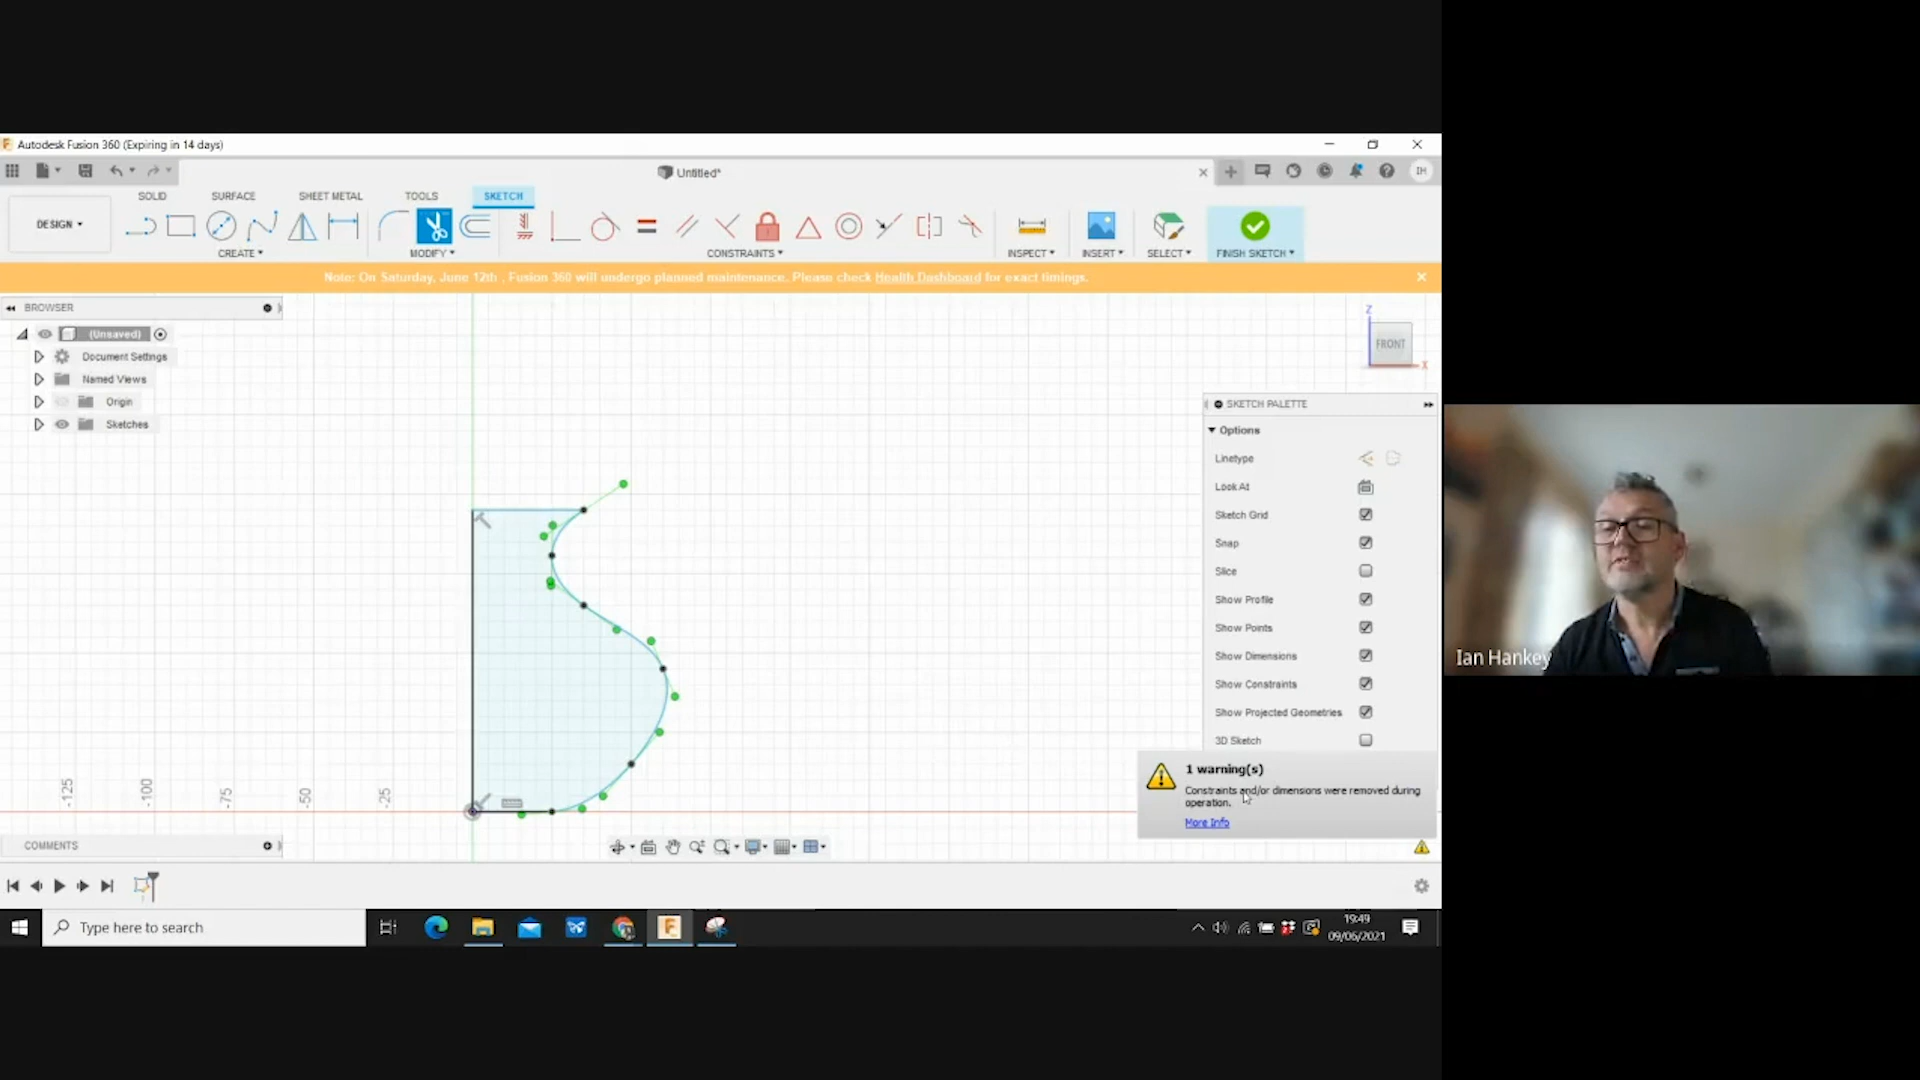 Autodesk Fusion 360 (Expiring in 14 days)
Untitled*
IH
DESIGN
SOLID
SURFACE
SHEET METAL
TOOLS
SKETCH
CREATE
MODIFY
CONSTRAINTS
INSPECT
INSERT
SELECT
FINISH SKETCH
Note: On Saturday, June 12th , Fusion 360 will undergo planned maintenance. Please check Health Dashboard for exact timings.
BROWSER
(Unsaved)
Document Settings
Named Views
Origin
Sketches
Z
FRONT
X
SKETCH PALETTE
Options
Linetype
Look At
Sketch Grid
Snap
Slice
Show Profile
Show Points
Show Dimensions
Show Constraints
Show Projected Geometries
3D Sketch
1 warning(s)
Constraints and/or dimensions were removed during
operation.
More Info
-125
-100
-75
-50
-25
COMMENTS
Type here to search
19:49
09/06/2021
Ian Hankey